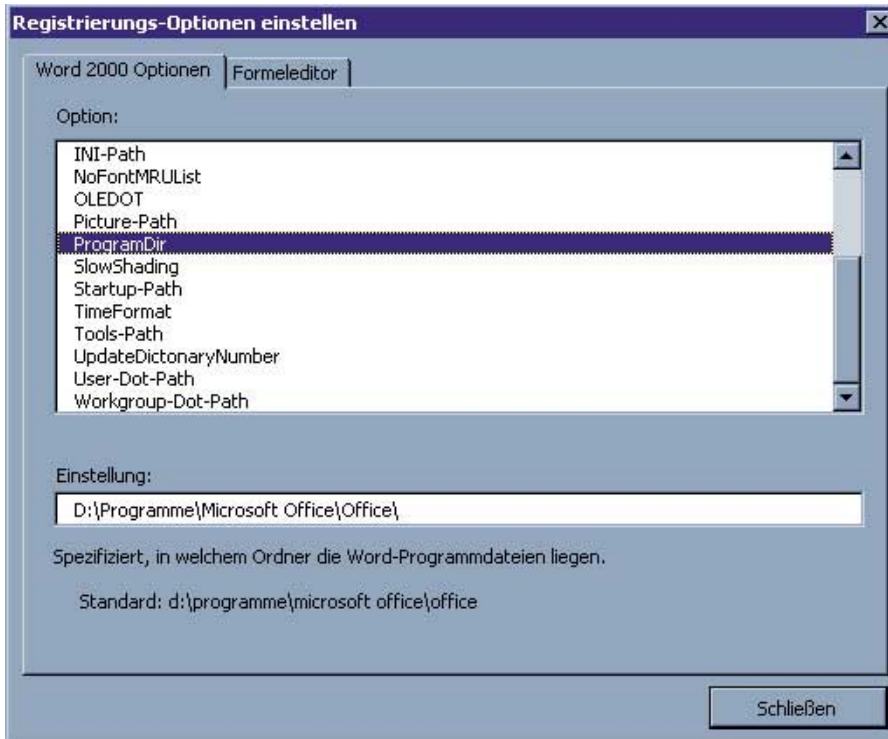 Registrierungs-Optionen einstellen
Word 2000 Optionen
Formeleditor
Option:
INI-Path
NoFontMRUList
OLEDOT
Picture-Path
ProgramDir
SlowShading
Startup-Path
TimeFormat
Tools-Path
UpdateDictonaryNumber
User-Dot-Path
Workgroup-Dot-Path
Einstellung:
D:\Programme\Microsoft Office\Office\
Spezifiziert, in welchem Ordner die Word-Programmdateien liegen.
Standard: d:\programme\microsoft office\office
Schließen